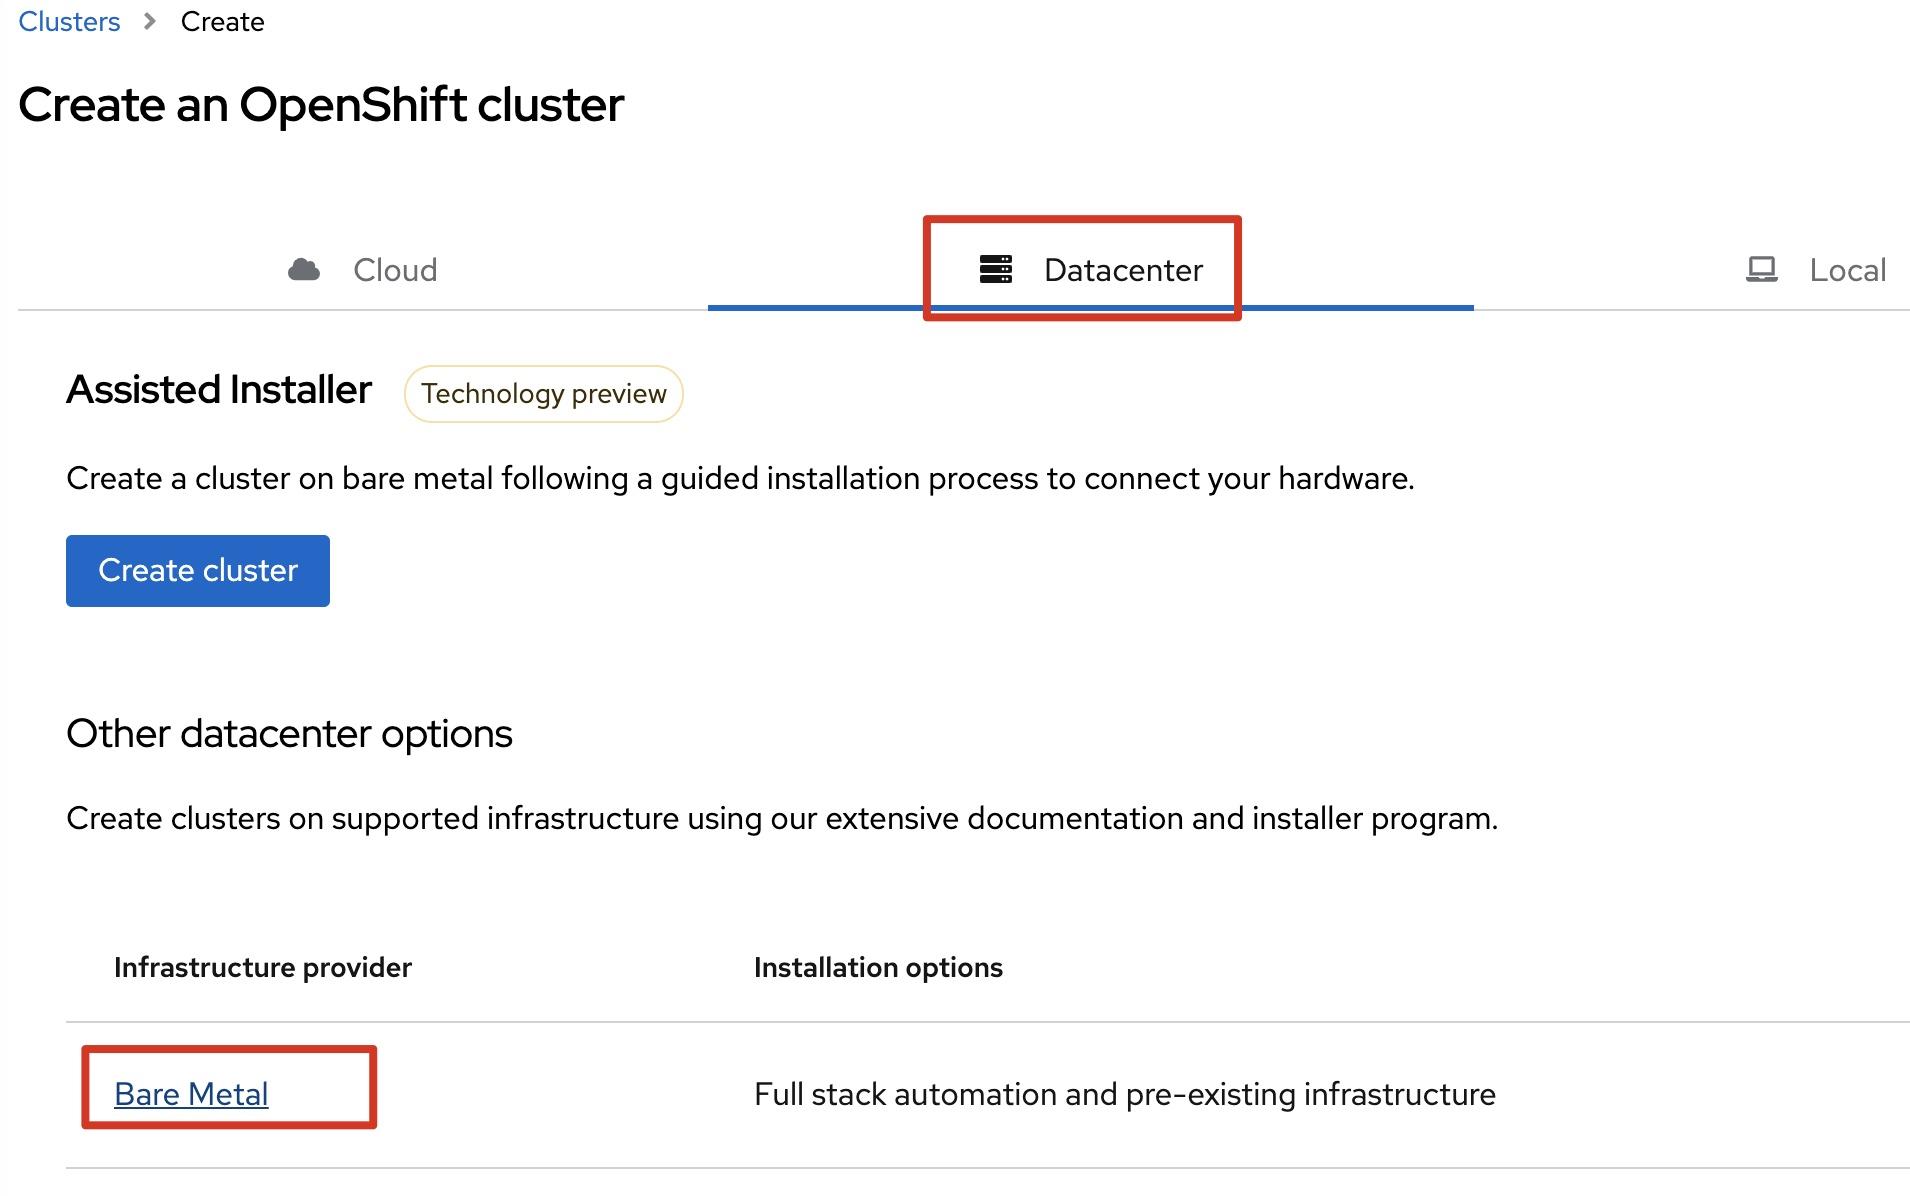 Clusters > Create
Create an OpenShift cluster
Cloud
Datacenter
Local
Assisted Installer
Technology preview
Create a cluster on bare metal following a guided installation process to connect your hardware.
Create cluster
Other datacenter options
Create clusters on supported infrastructure using our extensive documentation and installer program.
Infrastructure provider
Installation options
Bare Metal
Full stack automation and pre-existing infrastructure